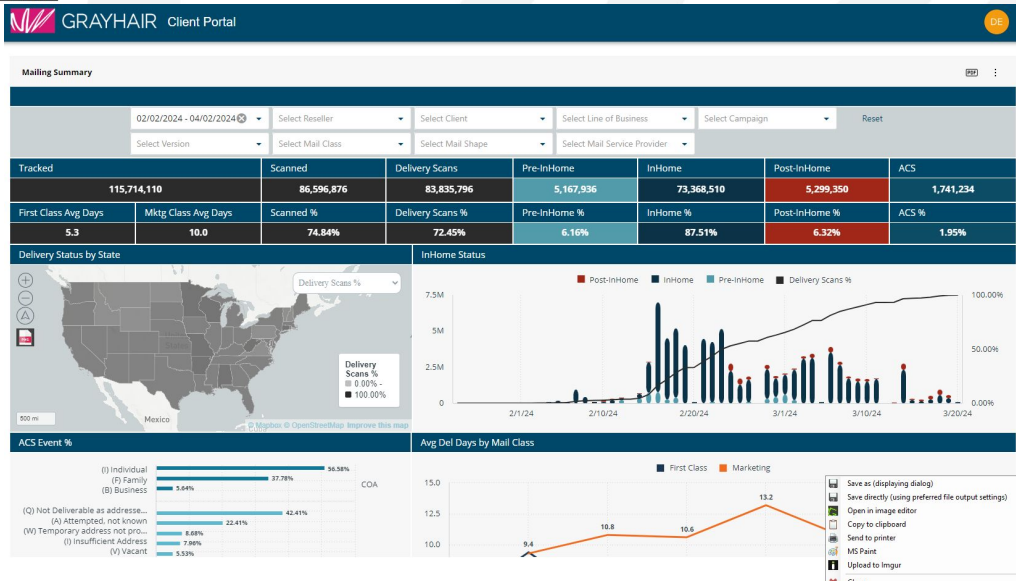 GRAYHAIR Client Portal
DE
Mailing Summary
PDF
02/02/2024 - 04/02/2024
Select Reseller
Select Client
Select Line of Business
Select Campaign
Reset
Select Version
Select Mail Class
Select Mail Shape
Select Mail Service Provider
Tracked Scanned Delivery Scans Pre-InHome InHome Post-InHome ACS
115,714,110 86,596,876 83,835,796 5,167,936 73,368,510 5,299,350 1,741,234
First Class Avg Days Mktg Class Avg Days Scanned % Delivery Scans % Pre-InHome % InHome % Post-InHome % ACS %
5.3 10.0 74.84% 72.45% 6.16% 87.51% 6.32% 1.95%
Delivery Status by State
Delivery Scans %
Delivery
Scans %
0.00% -
100.00%
500 mi
Mexico
© Mapbox © OpenStreetMap Improve this map
InHome Status
Post-InHome InHome Pre-InHome Delivery Scans %
7.5M 100.00%
5M
50.00%
2.5M
0 0.00%
2/1/24 2/10/24 2/20/24 3/1/24 3/10/24 3/20/24
ACS Event %
(I) Individual 56.58%
(F) Family 37.78%
(B) Business 5.64%
COA
(Q) Not Deliverable as addresse... 42.41%
(A) Attempted, not known 22.41%
(W) Temporary address not pro... 8.68%
(I) Insufficient Address 7.96%
(V) Vacant 5.53%
Avg Del Days by Mail Class
First Class Marketing
15.0
12.5
10.0
9.4
10.8
10.6
13.2
Save as (displaying dialog)
Save directly (using preferred file output settings)
Open in image editor
Copy to clipboard
Send to printer
MS Paint
Upload to Imgur